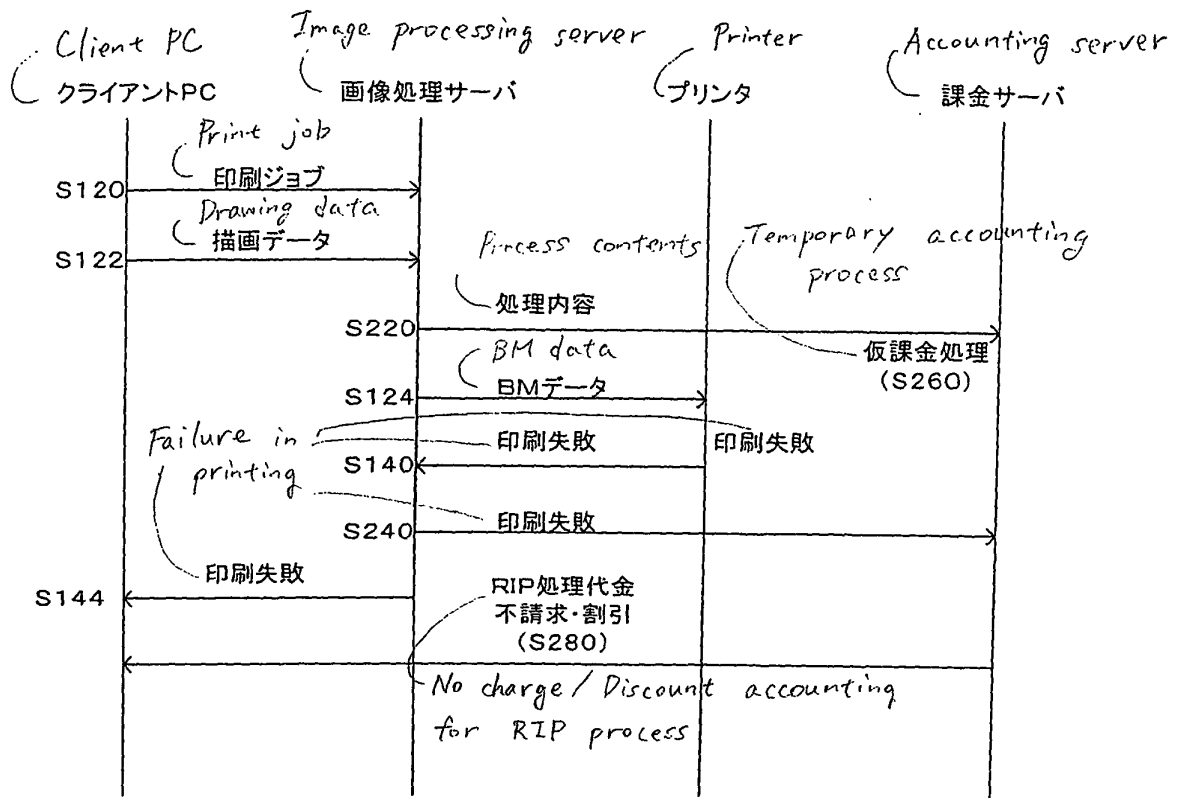 Client PC
Image processing server
Printer
Accounting server
クライアントPC
画像処理サーバ
プリンタ
課金サーバ
Print job
S120
印刷ジョブ
Drawing data
S122
描画データ
Process contents
Temporary accounting
process
処理内容
S220
仮課金処理
(S260)
BM data
S124
BMデータ
Failure in
printing
印刷失敗
印刷失敗
S140
S240
印刷失敗
印刷失敗
S144
RIP処理代金
不請求・割引
(S280)
No charge / Discount accounting
for RIP process